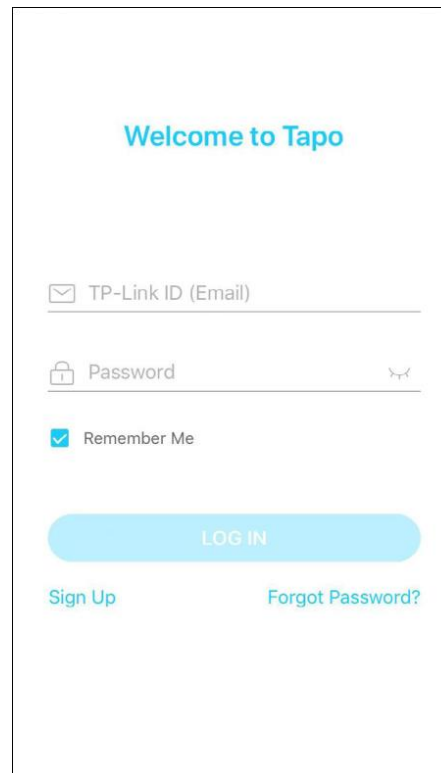 Welcome to Tapo
TP-Link ID (Email)
Password
Remember Me
LOG IN
Sign Up Forgot Password?